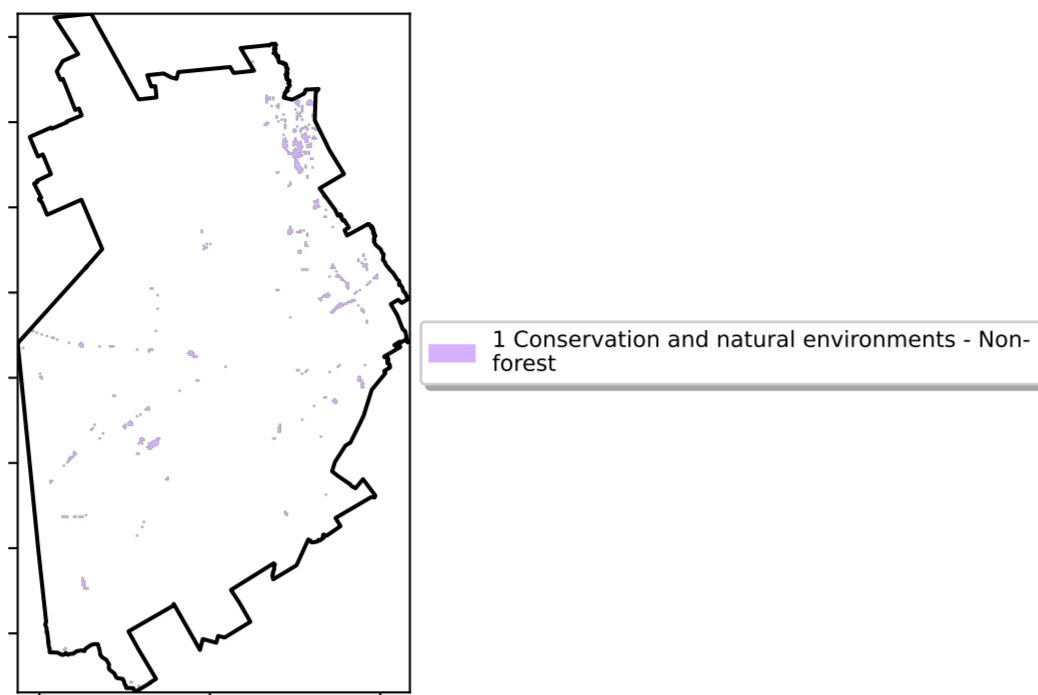 1 Conservation and natural environments - Non-
forest